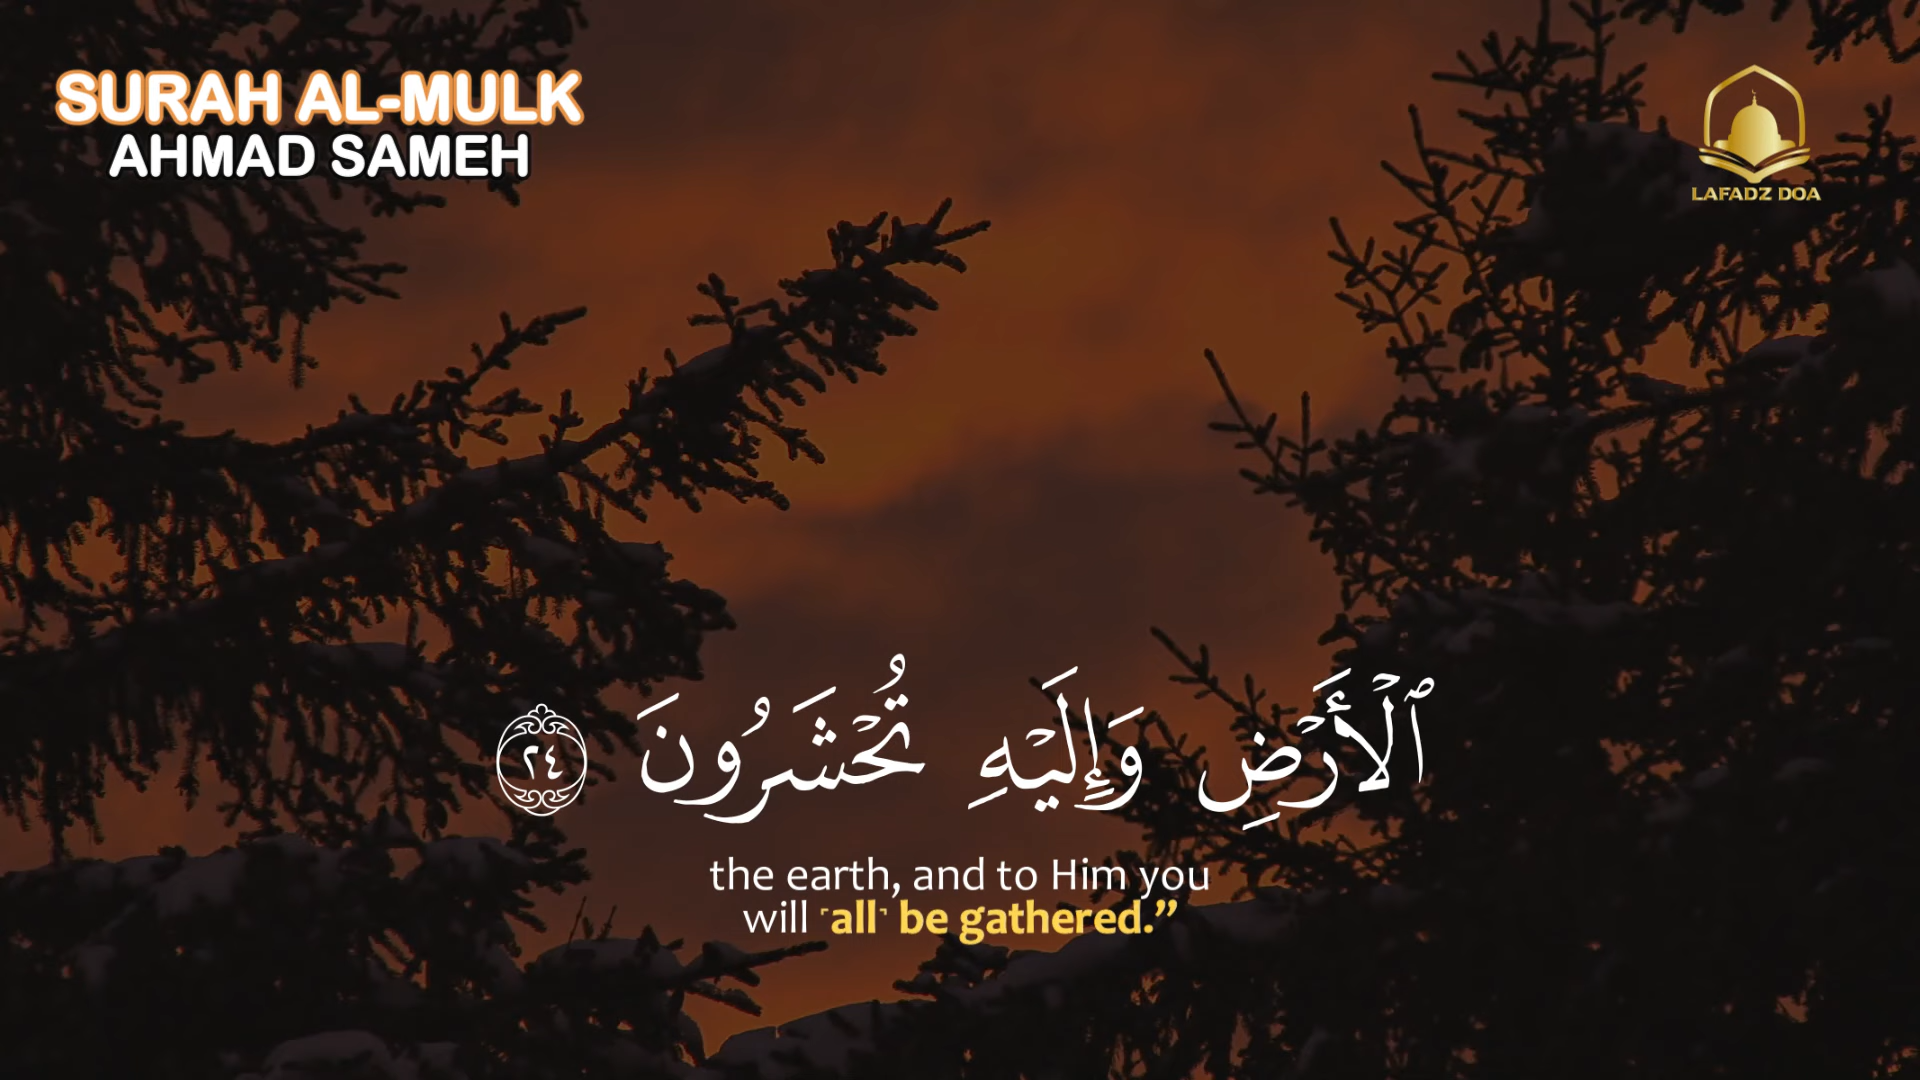 SURAH AL-MULK
AHMAD SAMEH
LAFADZ DOA
ٱلْأَرْضِ وَإِلَيْهِ تُحْشَرُونَ ٢٤
the earth, and to Him you
will ˹all˺ be gathered.”